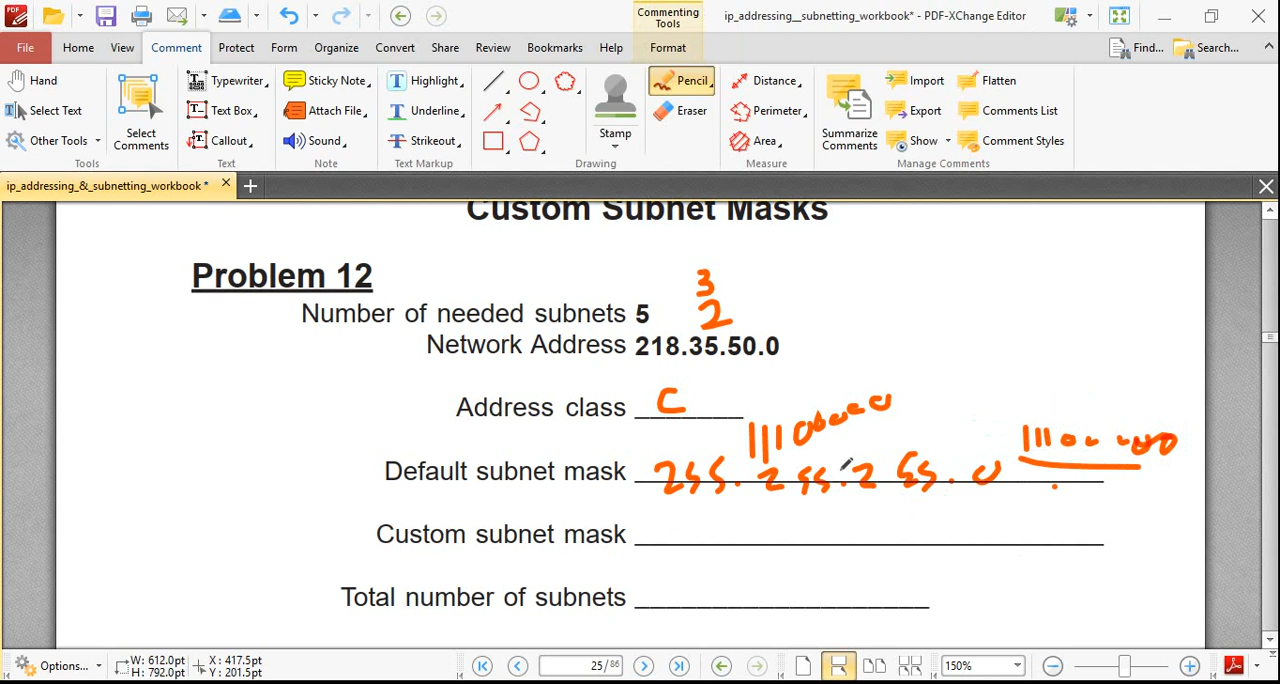 Commenting Tools
ip_addressing__subnetting_workbook* - PDF-XChange Editor
File Home View Comment Protect Form Organize Convert Share Review Bookmarks Help Format Find... Search...
Hand Typewriter Sticky Note Highlight Pencil Distance Import Flatten
Select Text Text Box Attach File Underline Eraser Perimeter Export Comments List
Other Tools Select Comments Callout Sound Strikeout Stamp Area Summarize Comments Show Comment Styles
Tools Text Note Text Markup Drawing Measure Manage Comments
ip_addressing_&_subnetting_workbook *
Custom Subnet Masks
Problem 12
3
Number of needed subnets 5 2
Network Address 218.35.50.0
Address class C
Default subnet mask 255.255.255.0
Custom subnet mask
Total number of subnets
Options... W: 612.0pt H: 792.0pt X: 417.5pt Y: 201.5pt 25/86 150%